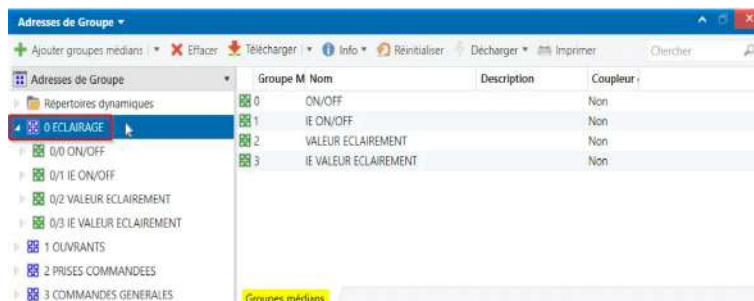 Adresses de Groupe
Ajouter groupes médians Effacer Télécharger Info Réinitialiser Décharger Imprimer Chercher
Adresses de Groupe
Groupe M Nom Description Coupleur
Répertoires dynamiques
0 ON/OFF Non
0 ECLAIRAGE
1 IE ON/OFF Non
0/0 ON/OFF
2 VALEUR ECLAIREMENT Non
0/1 IE ON/OFF
3 IE VALEUR ECLAIREMENT Non
0/2 VALEUR ECLAIREMENT
0/3 IE VALEUR ECLAIREMENT
1 OUVRANTS
2 PRISES COMMANDEES
3 COMMANDES GENERALES
Groupes médians